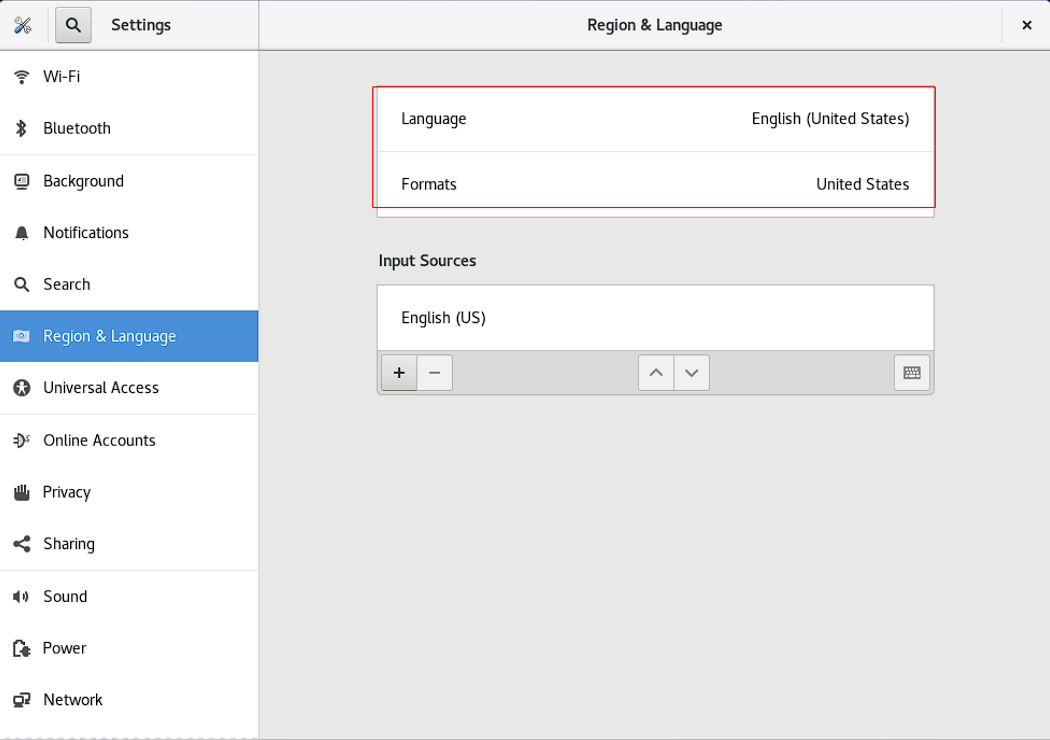 Settings
Region & Language
Wi-Fi
Bluetooth
Background
Notifications
Search
Region & Language
Universal Access
Online Accounts
Privacy
Sharing
Sound
Power
Network
Language English (United States)
Formats United States
Input Sources
English (US)